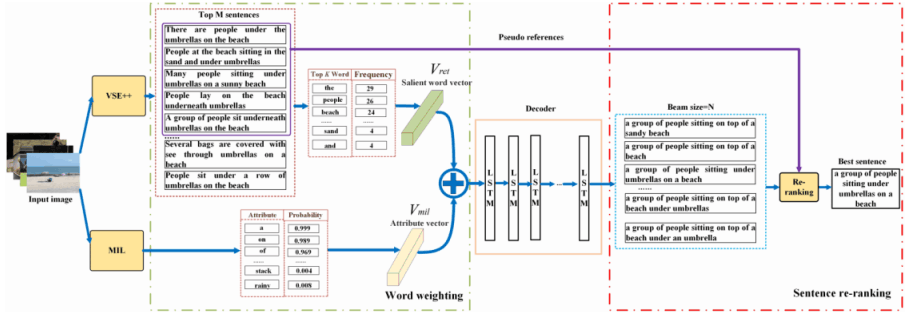 Top M sentences
There are people under the
umbrellas on the beach
People at the beach sitting in the
sand and under umbrellas
Many people sitting under
umbrellas on a sunny beach
People lay on the beach
underneath umbrellas
A group of people sit underneath
umbrellas on the beach
......
Several bags are covered with
see through umbrellas on a
beach
People sit under a row of
umbrellas on the beach
VSE++
Input image
MIL
Top K Word
Frequency
the
29
people
26
beach
24
.....
.....
sand
4
and
4
Vret
Salient word vector
Attribute
Probability
a
0.999
on
0.989
of
0.969
.....
.....
stack
0.004
rainy
0.008
Vmil
Attribute vector
Word weighting
Pseudo references
Decoder
LSTM
LSTM
LSTM
...
LSTM
Beam size=N
a group of people sitting on top of a
sandy beach
a group of people sitting on top of a
beach
a group of people sitting under
umbrellas on a beach
......
a group of people sitting on top of a
beach under umbrellas
a group of people sitting on top of a
beach under an umbrella
Re-
ranking
Best sentence
a group of people
sitting under
umbrellas on a
beach
Sentence re-ranking